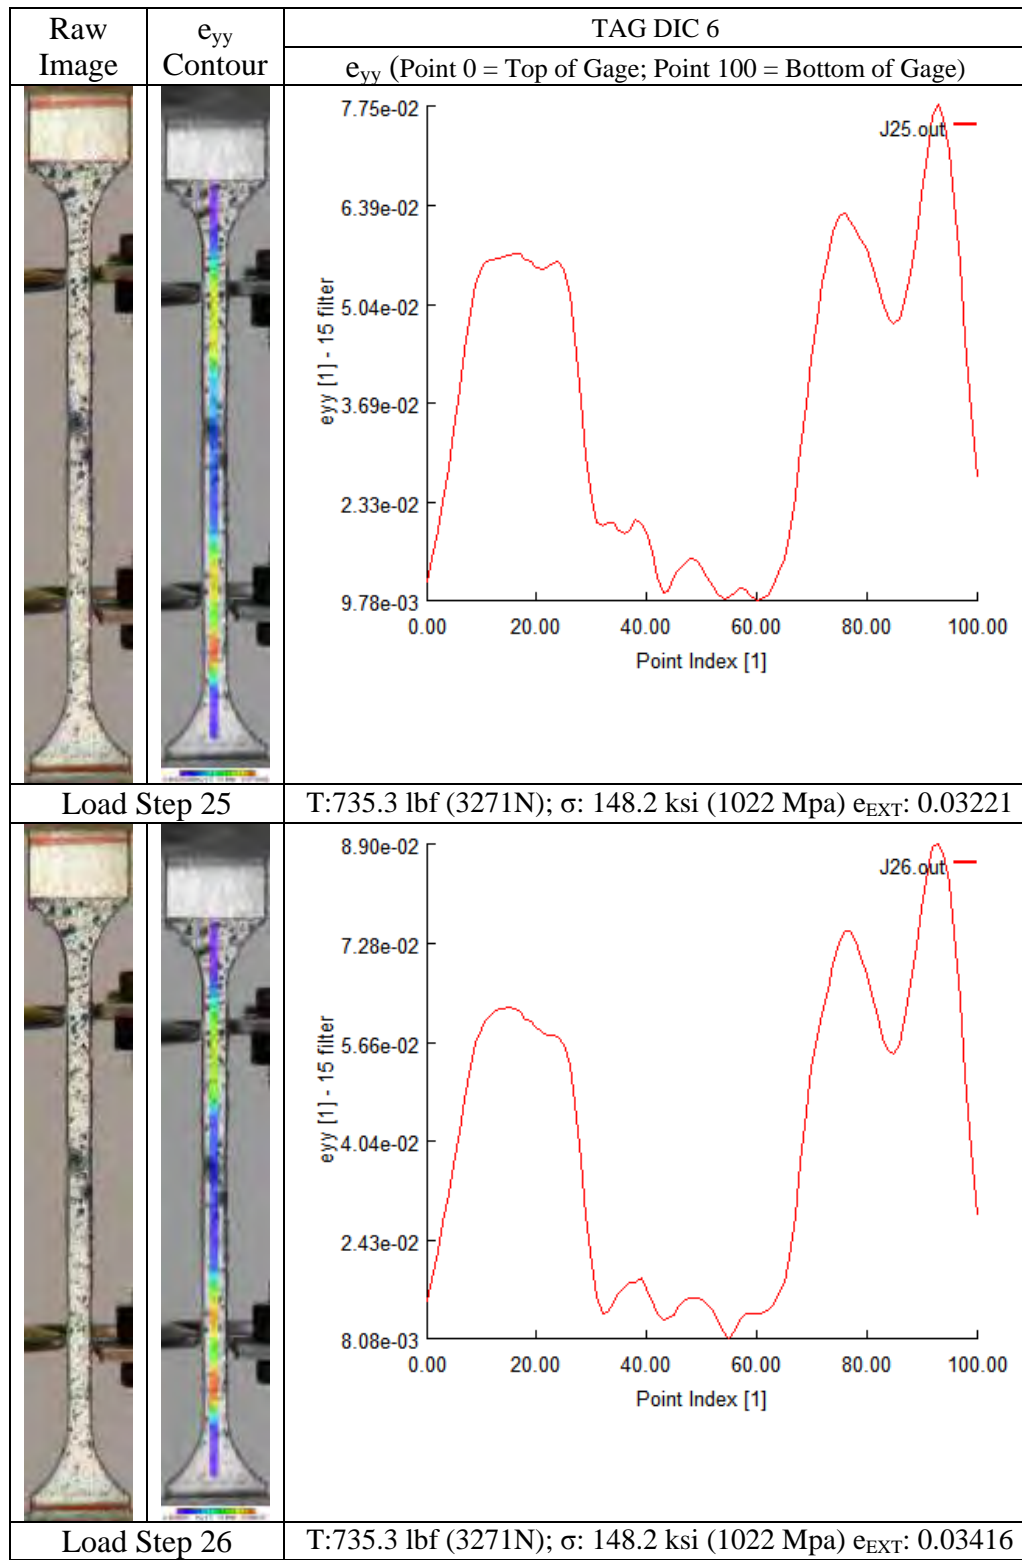 Raw
Image
eyy
Contour
TAG DIC 6
eyy (Point 0 = Top of Gage; Point 100 = Bottom of Gage)
7.75e-02
6.39e-02
5.04e-02
3.69e-02
2.33e-02
9.78e-03
eyy [1] - 15 filter
J25.out
0.00 20.00 40.00 60.00 80.00 100.00
Point Index [1]
Load Step 25
T:735.3 lbf (3271N); σ: 148.2 ksi (1022 Mpa) eEXT: 0.03221
8.90e-02
7.28e-02
5.66e-02
4.04e-02
2.43e-02
8.08e-03
eyy [1] - 15 filter
J26.out
0.00 20.00 40.00 60.00 80.00 100.00
Point Index [1]
Load Step 26
T:735.3 lbf (3271N); σ: 148.2 ksi (1022 Mpa) eEXT: 0.03416